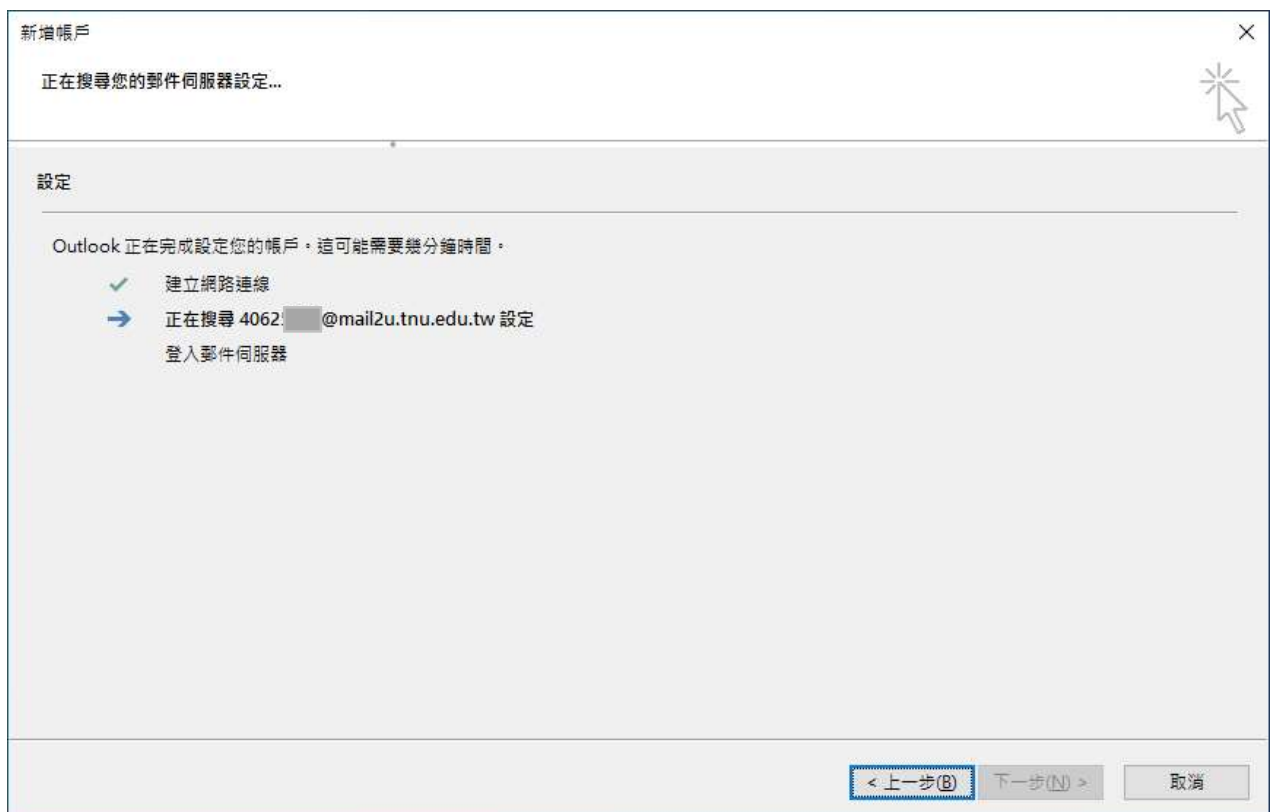 新增帳戶
正在搜尋您的郵件伺服器設定...
設定
Outlook 正在完成設定您的帳戶。這可能需要幾分鐘時間。
建立網路連線
正在搜尋 4062 @mail2u.tnu.edu.tw 設定
登入郵件伺服器
< 上一步(B) 下一步(N) > 取消